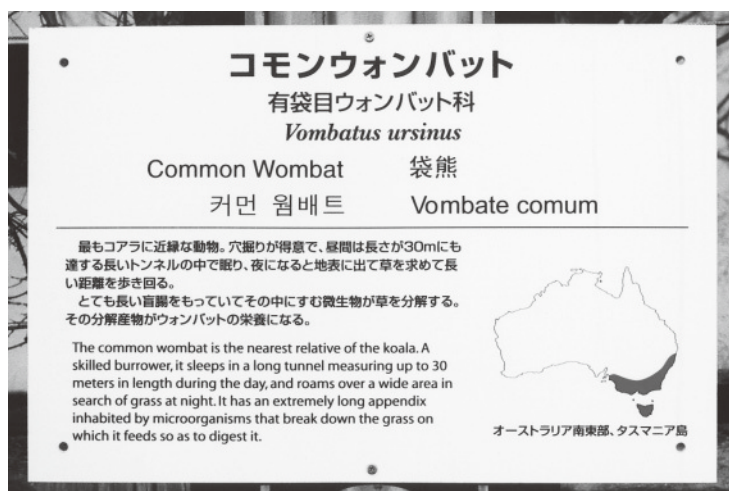 コモンウォンバット
有袋目ウォンバット科
Vombatus ursinus
Common Wombat 袋熊
커먼 웜배트 Vombate comum
最もコアラに近縁な動物。穴掘りが得意で、昼間は長さが30mにも
達する長いトンネルの中で眠り、夜になると地表に出て草を求めて長
い距離を歩き回る。
とても長い盲腸をもっていてその中にすむ微生物が草を分解する。
その分解産物がウォンバットの栄養になる。
The common wombat is the nearest relative of the koala. A
skilled burrower, it sleeps in a long tunnel measuring up to 30
meters in length during the day, and roams over a wide area in
search of grass at night. It has an extremely long appendix
inhabited by microorganisms that break down the grass on
which it feeds so as to digest it.
オーストラリア南東部、タスマニア島